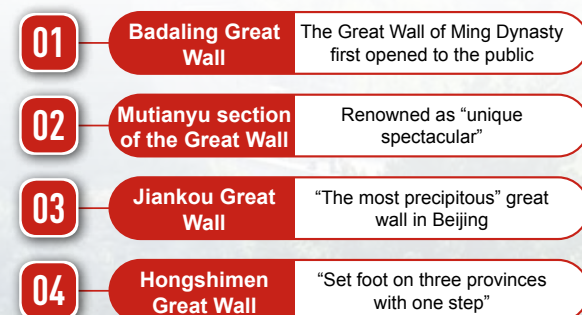 01
Badaling Great
Wall
The Great Wall of Ming Dynasty
first opened to the public
02
Mutianyu section
of the Great Wall
Renowned as “unique
spectacular”
03
Jiankou Great
Wall
“The most precipitous” great
wall in Beijing
04
Hongshimen
Great Wall
“Set foot on three provinces
with one step”